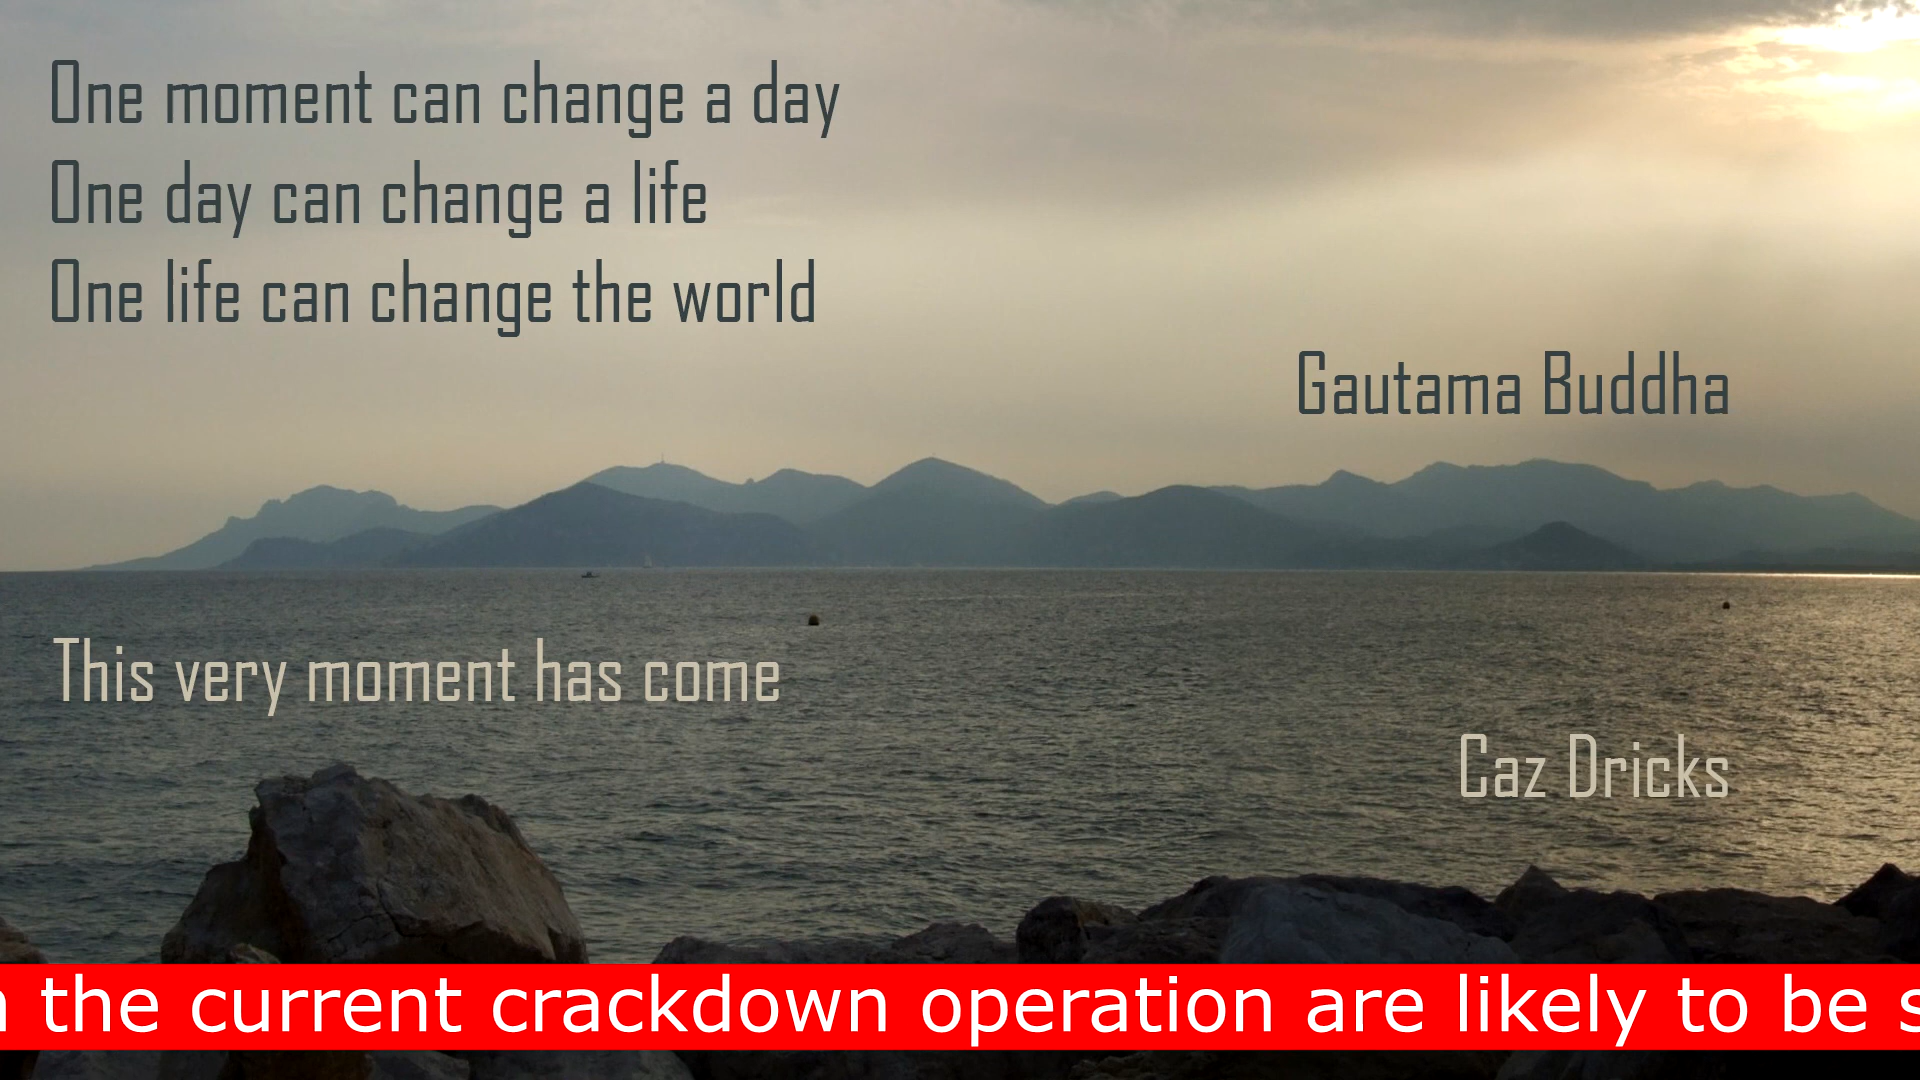 One moment can change a day
One day can change a life
One life can change the world
Gautama Buddha
This very moment has come
Caz Dricks
the current crackdown operation are likely to be